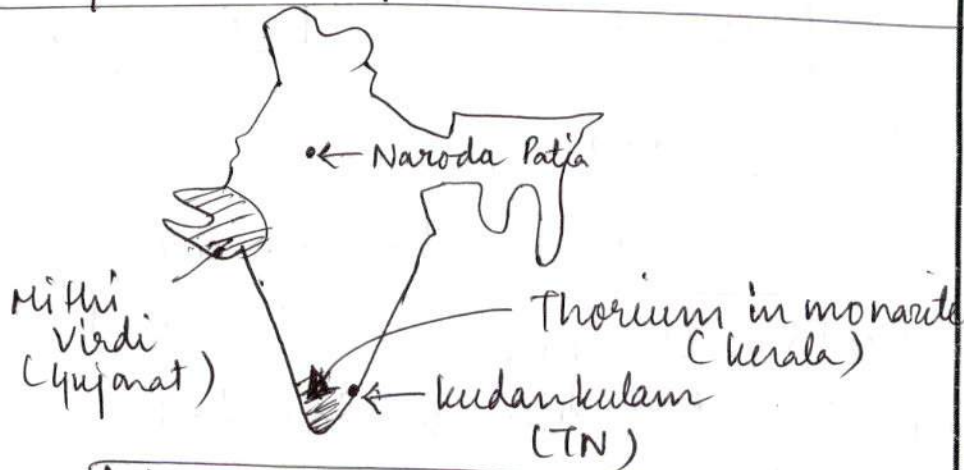 Naroda Patia
Mithi
Virdi
(Gujarat)
Thorium in monazite
(Kerala)
Kudankulam
(TN)